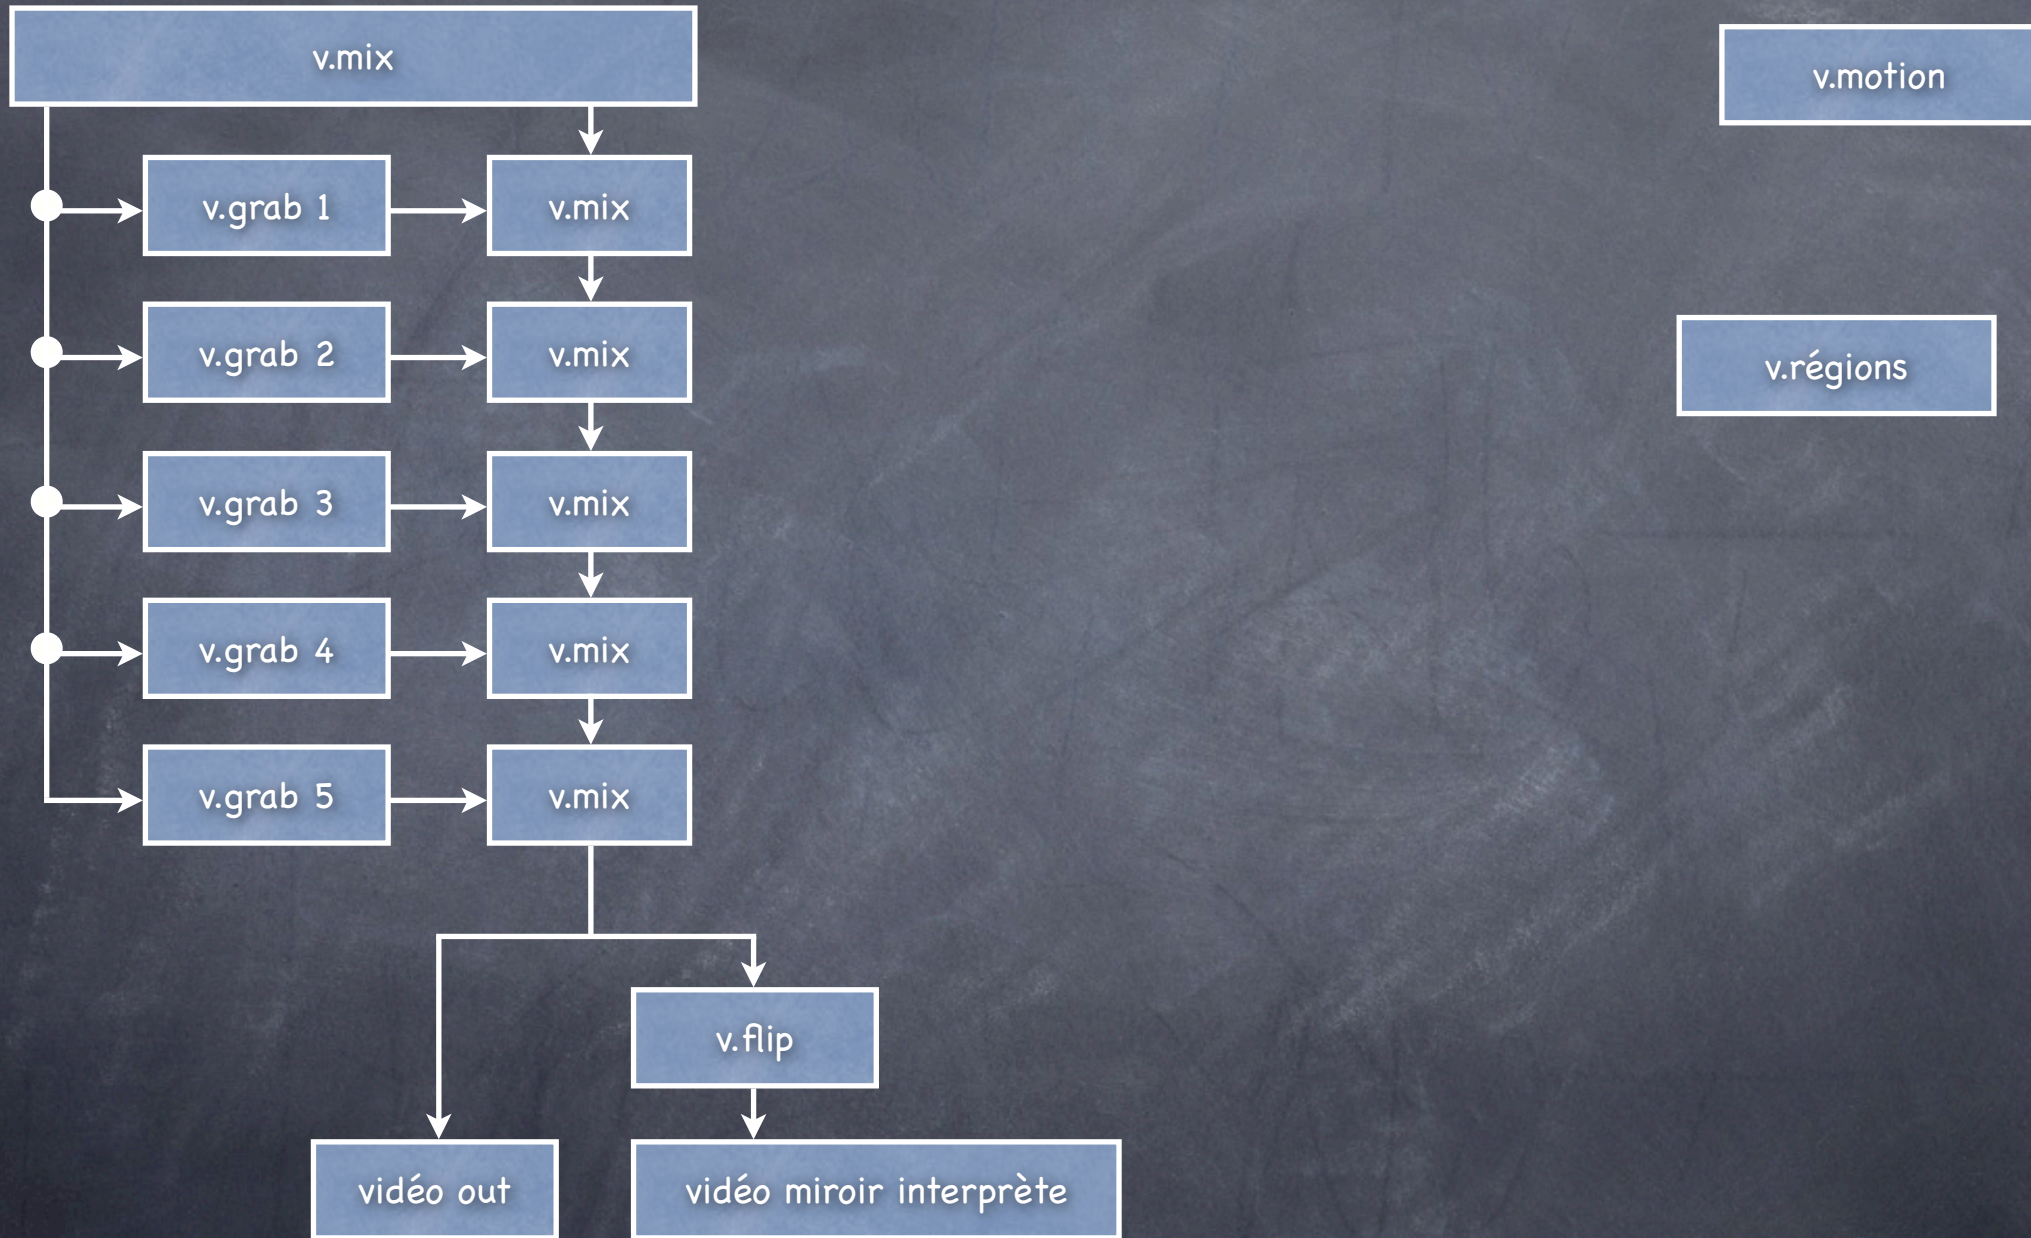 v.mix
v.motion
v.grab 1
v.mix
v.grab 2
v.mix
v.régions
v.grab 3
v.mix
v.grab 4
v.mix
v.grab 5
v.mix
v.flip
vidéo out
vidéo miroir interprète